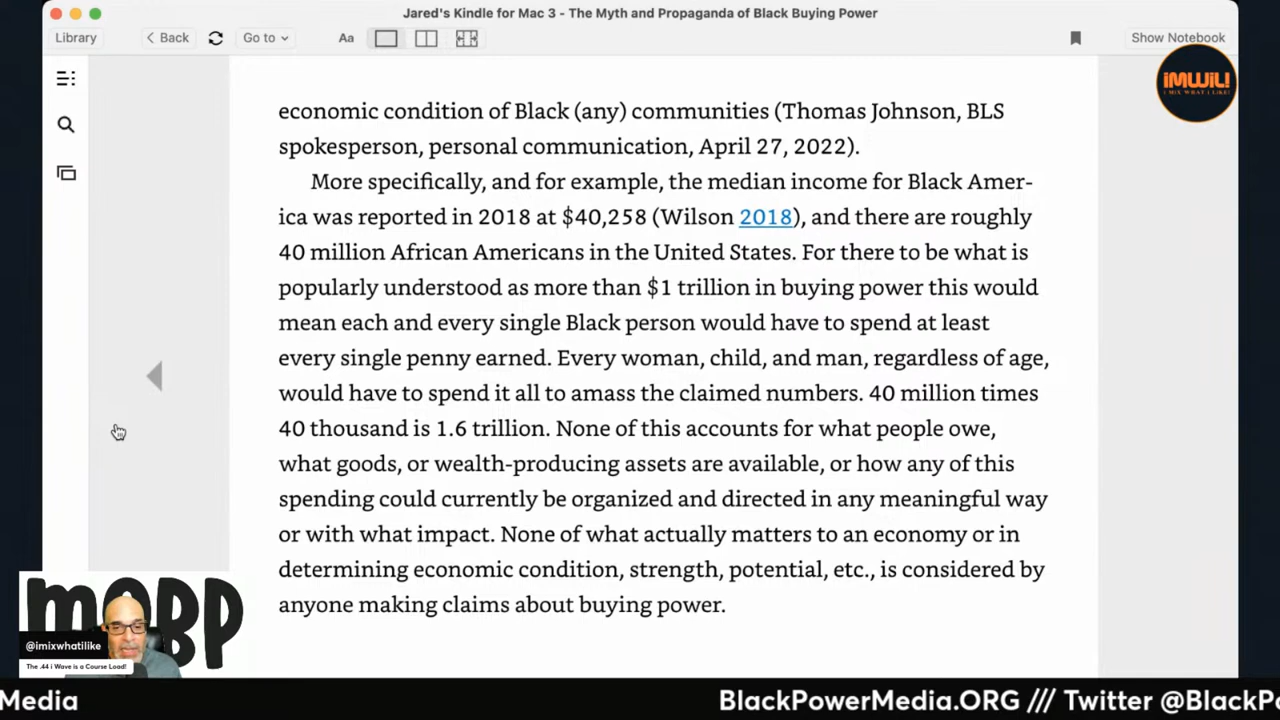 Jared's Kindle for Mac 3 - The Myth and Propaganda of Black Buying Power
Library
Back
Go to
Aa
Show Notebook
iMWiL!
I MIX WHAT I LIKE!
economic condition of Black (any) communities (Thomas Johnson, BLS
spokesperson, personal communication, April 27, 2022).
More specifically, and for example, the median income for Black Amer-
ica was reported in 2018 at $40,258 (Wilson 2018), and there are roughly
40 million African Americans in the United States. For there to be what is
popularly understood as more than $1 trillion in buying power this would
mean each and every single Black person would have to spend at least
every single penny earned. Every woman, child, and man, regardless of age,
would have to spend it all to amass the claimed numbers. 40 million times
40 thousand is 1.6 trillion. None of this accounts for what people owe,
what goods, or wealth-producing assets are available, or how any of this
spending could currently be organized and directed in any meaningful way
or with what impact. None of what actually matters to an economy or in
determining economic condition, strength, potential, etc., is considered by
anyone making claims about buying power.
mOBP
@imixwhatilike
The .44 i Wave is a Course Load!
Media
BlackPowerMedia.ORG /// Twitter @BlackPo